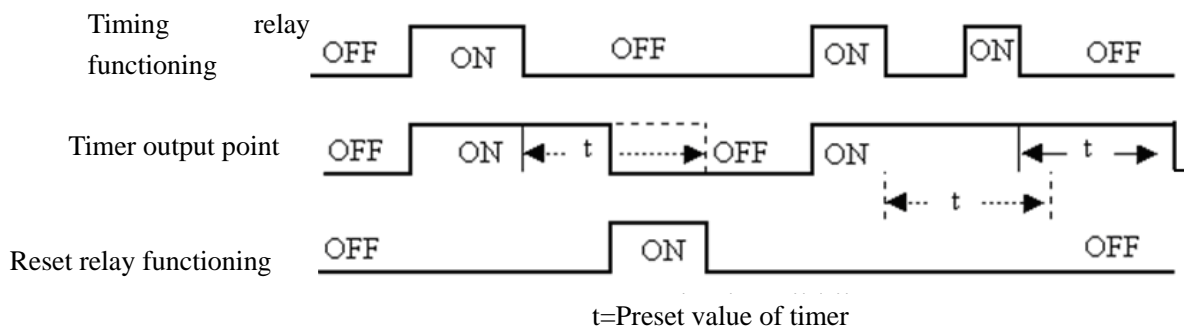 Timing relay
functioning
OFF ON OFF ON ON OFF
Timer output point
OFF ON t OFF ON t
t
Reset relay functioning
OFF ON OFF
t=Preset value of timer